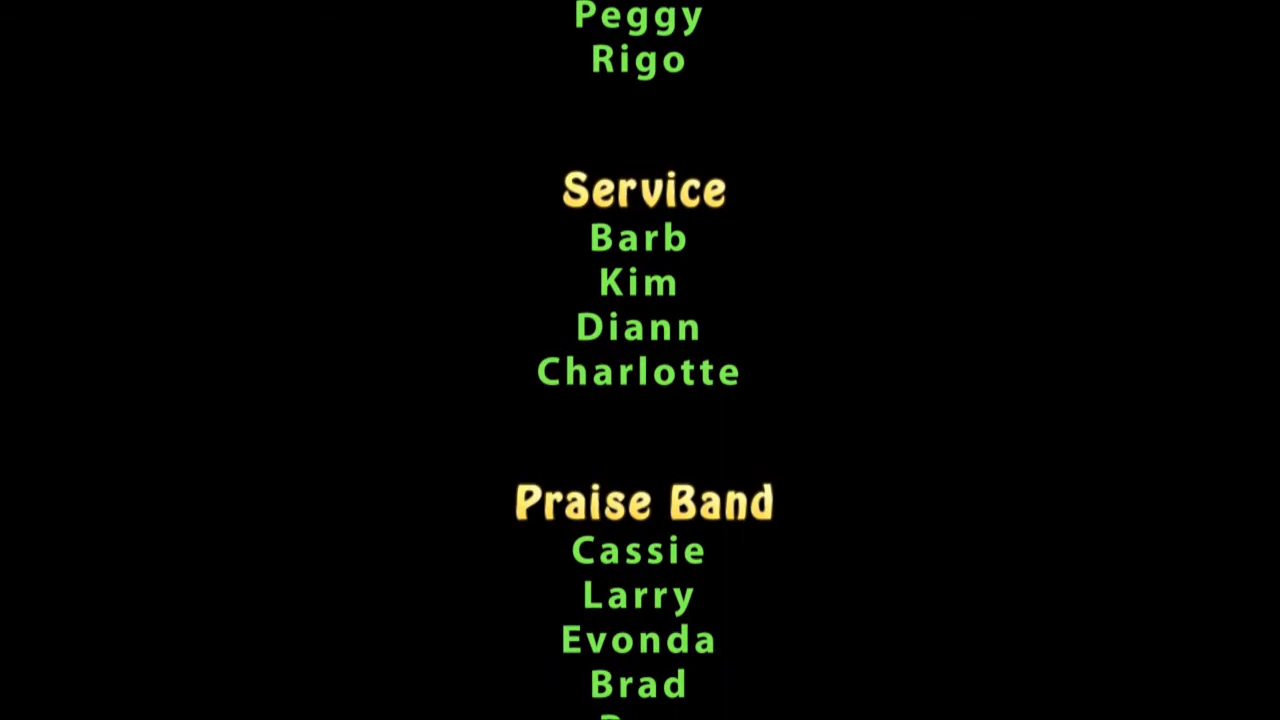 Peggy
Rigo
Service
Barb
Kim
Diann
Charlotte
Praise Band
Cassie
Larry
Evonda
Brad